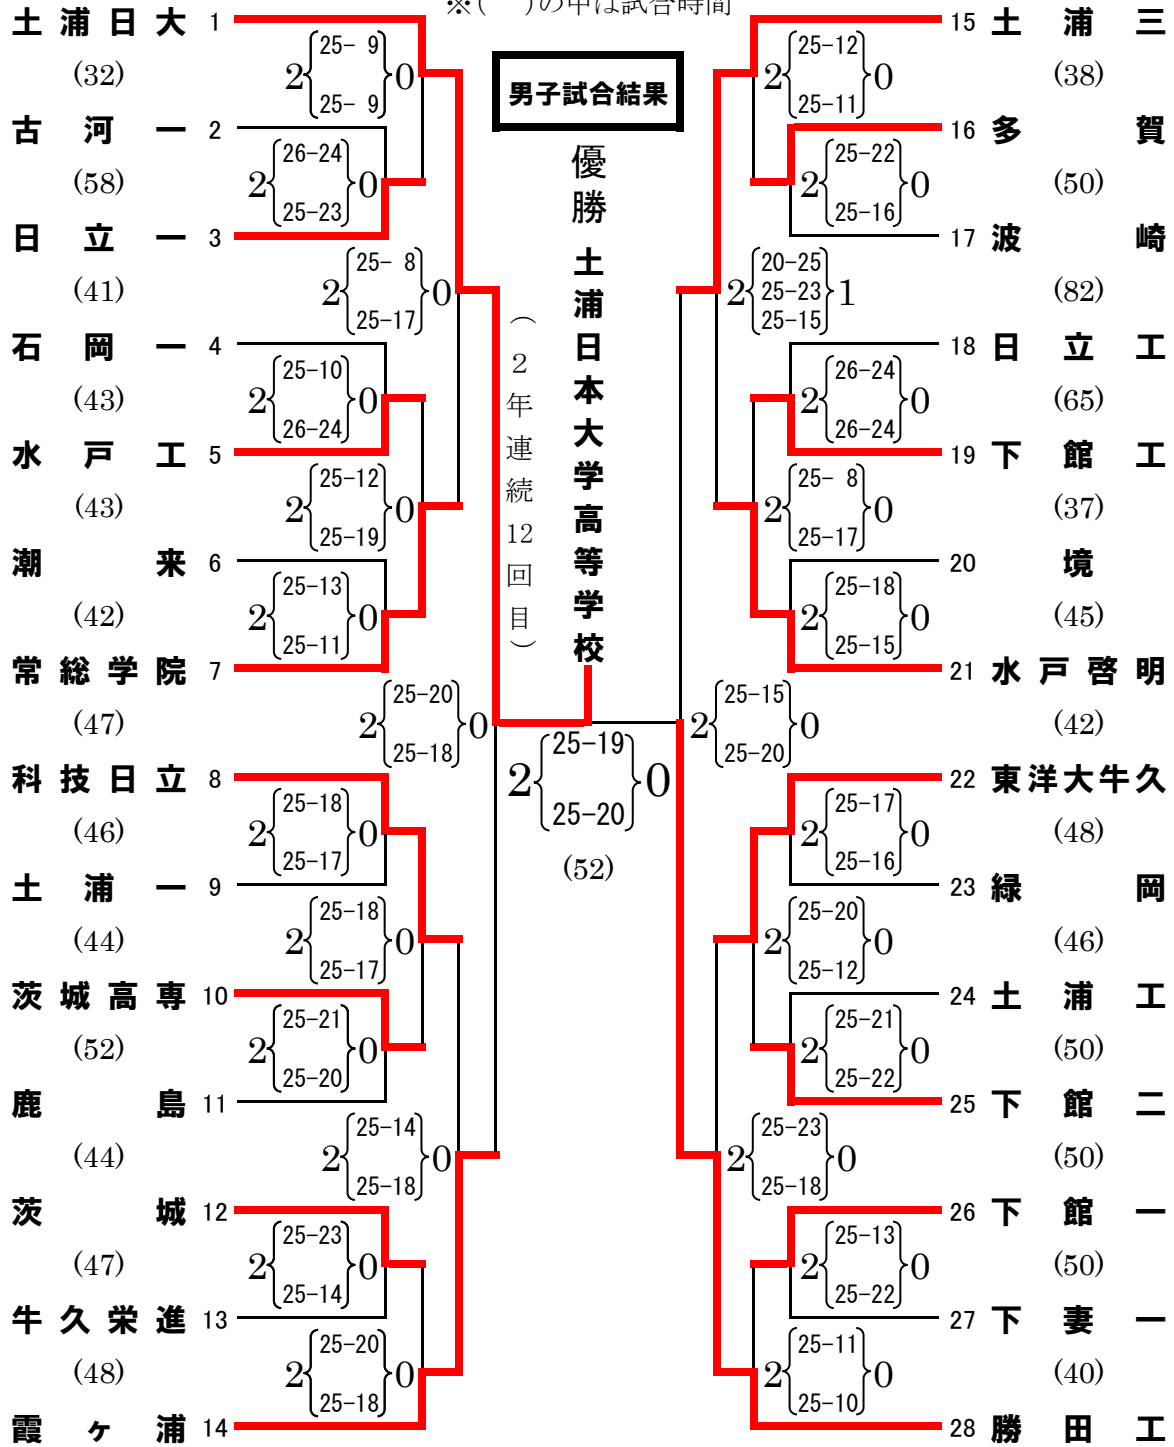 ※(　)の中は試合時間
男子試合結果
優勝
土浦日本大学高等学校
（２年連続12回目）
土浦日大 1
(32)
2 25- 9 25- 9 0
古河一 2
(58)
2 26-24 25-23 0
日立一 3
(41)
2 25- 8 25-17 0
石岡一 4
(43)
2 25-10 26-24 0
水戸工 5
(43)
2 25-12 25-19 0
潮来 6
(42)
2 25-13 25-11 0
常総学院 7
(47)
2 25-20 25-18 0
科技日立 8
(46)
2 25-18 25-17 0
土浦一 9
(44)
2 25-18 25-17 0
茨城高専 10
(52)
2 25-21 25-20 0
鹿島 11
(44)
2 25-14 25-18 0
茨城 12
(47)
2 25-23 25-14 0
牛久栄進 13
(48)
2 25-20 25-18 0
霞ヶ浦 14
2 25-19 25-20 0
(52)
15 土浦三
2 25-12 25-11 0
(38)
16 多賀
2 25-22 25-16 0
(50)
17 波崎
2 20-25 25-23 25-15 1
(82)
18 日立工
2 26-24 26-24 0
(65)
19 下館工
2 25- 8 25-17 0
(37)
20 境
2 25-18 25-15 0
(45)
21 水戸啓明
2 25-15 25-20 0
(42)
22 東洋大牛久
2 25-17 25-16 0
(48)
23 緑岡
2 25-20 25-12 0
(46)
24 土浦工
2 25-21 25-22 0
(50)
25 下館二
2 25-23 25-18 0
(50)
26 下館一
2 25-13 25-22 0
(50)
27 下妻一
2 25-11 25-10 0
(40)
28 勝田工